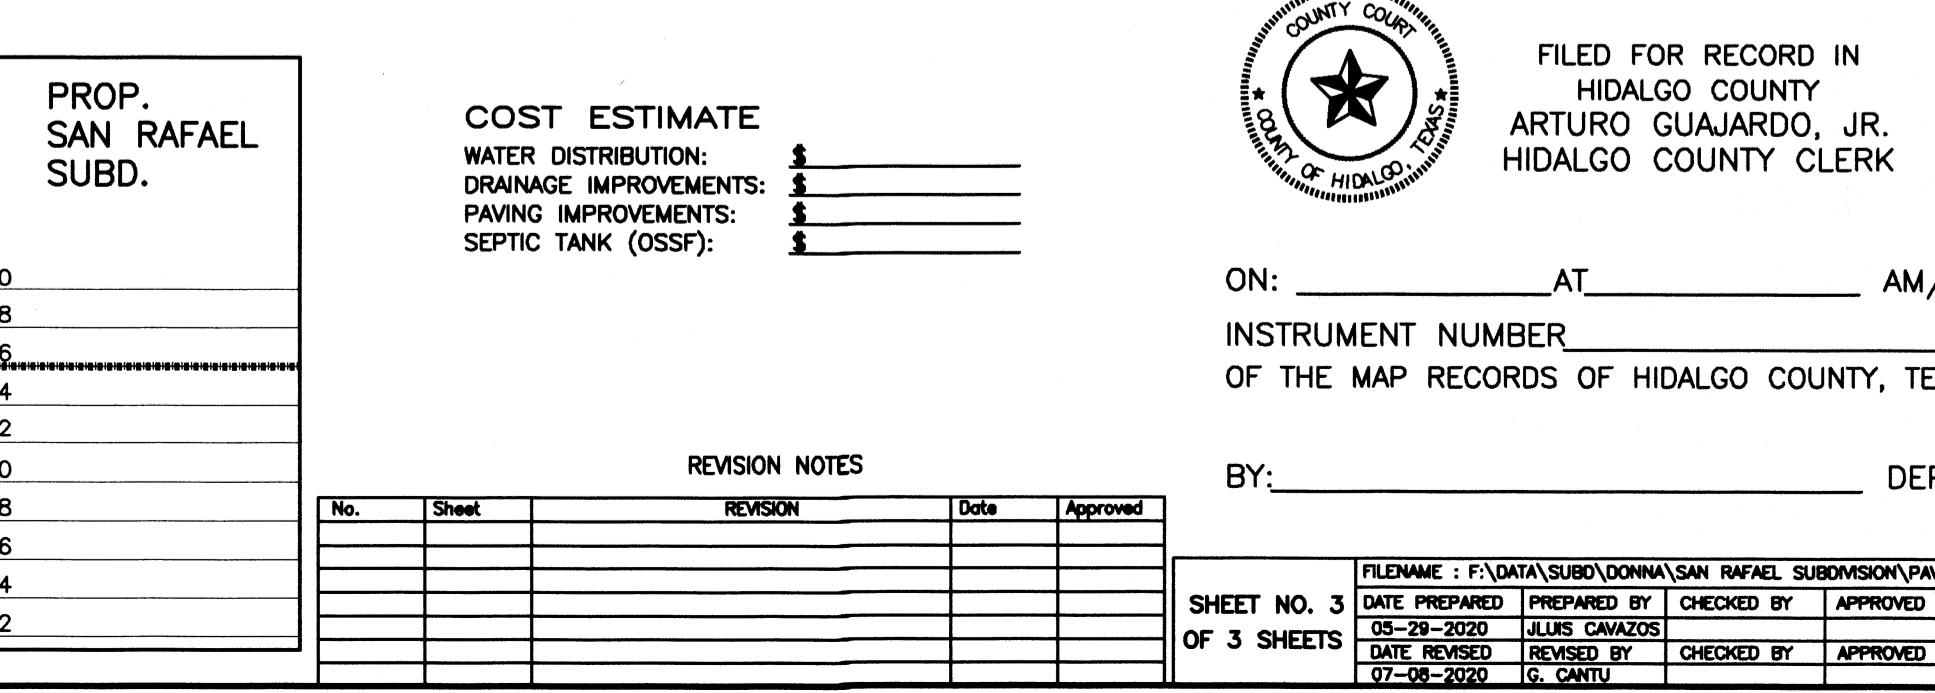 PROP.
SAN RAFAEL
SUBD.
0
8
6
4
2
0
8
6
4
2
COST ESTIMATE
WATER DISTRIBUTION: $
DRAINAGE IMPROVEMENTS: $
PAVING IMPROVEMENTS: $
SEPTIC TANK (OSSF): $
REVISION NOTES
No. Sheet REVISION Date Approved
COUNTY COURT
COUNTY OF HIDALGO, TEXAS
FILED FOR RECORD IN
HIDALGO COUNTY
ARTURO GUAJARDO, JR.
HIDALGO COUNTY CLERK
ON: AT AM/
INSTRUMENT NUMBER
OF THE MAP RECORDS OF HIDALGO COUNTY, TE
BY: DEP
SHEET NO. 3
OF 3 SHEETS
FILENAME : F:\DATA\SUBD\DONNA\SAN RAFAEL SUBDIVISION\PAV
DATE PREPARED PREPARED BY CHECKED BY APPROVED
05-29-2020 JLUIS CAVAZOS
DATE REVISED REVISED BY CHECKED BY APPROVED
07-08-2020 G. CANTU